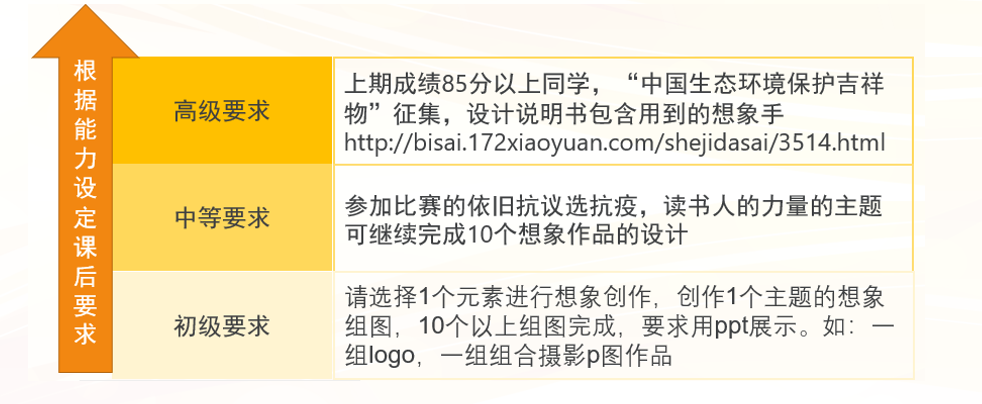 根据能力设定课后要求
高级要求
上期成绩85分以上同学，“中国生态环境保护吉祥
物”征集，设计说明书包含用到的想象手
http://bisai.172xiaoyuan.com/shejidasai/3514.html
中等要求
参加比赛的依旧抗议选抗疫，读书人的力量的主题
可继续完成10个想象作品的设计
初级要求
请选择1个元素进行想象创作，创作1个主题的想象
组图，10个以上组图完成，要求用ppt展示。如：一
组logo，一组组合摄影p图作品